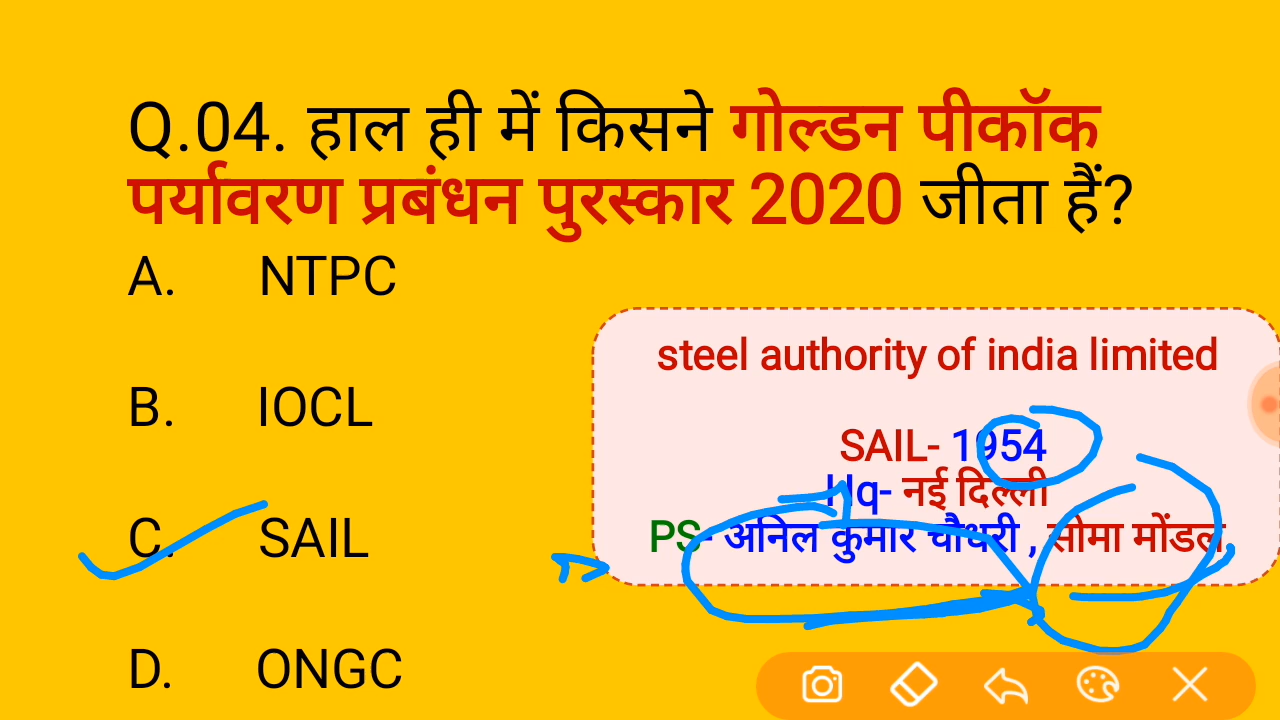 Q.04. हाल ही में किसने गोल्डन पीकॉक
पर्यावरण प्रबंधन पुरस्कार 2020 जीता हैं?
A. NTPC
B. IOCL
C. SAIL
D. ONGC
steel authority of india limited
SAIL- 1954
Hq- नई दिल्ली
PS- अनिल कुमार चौधरी , सोमा मोंडल